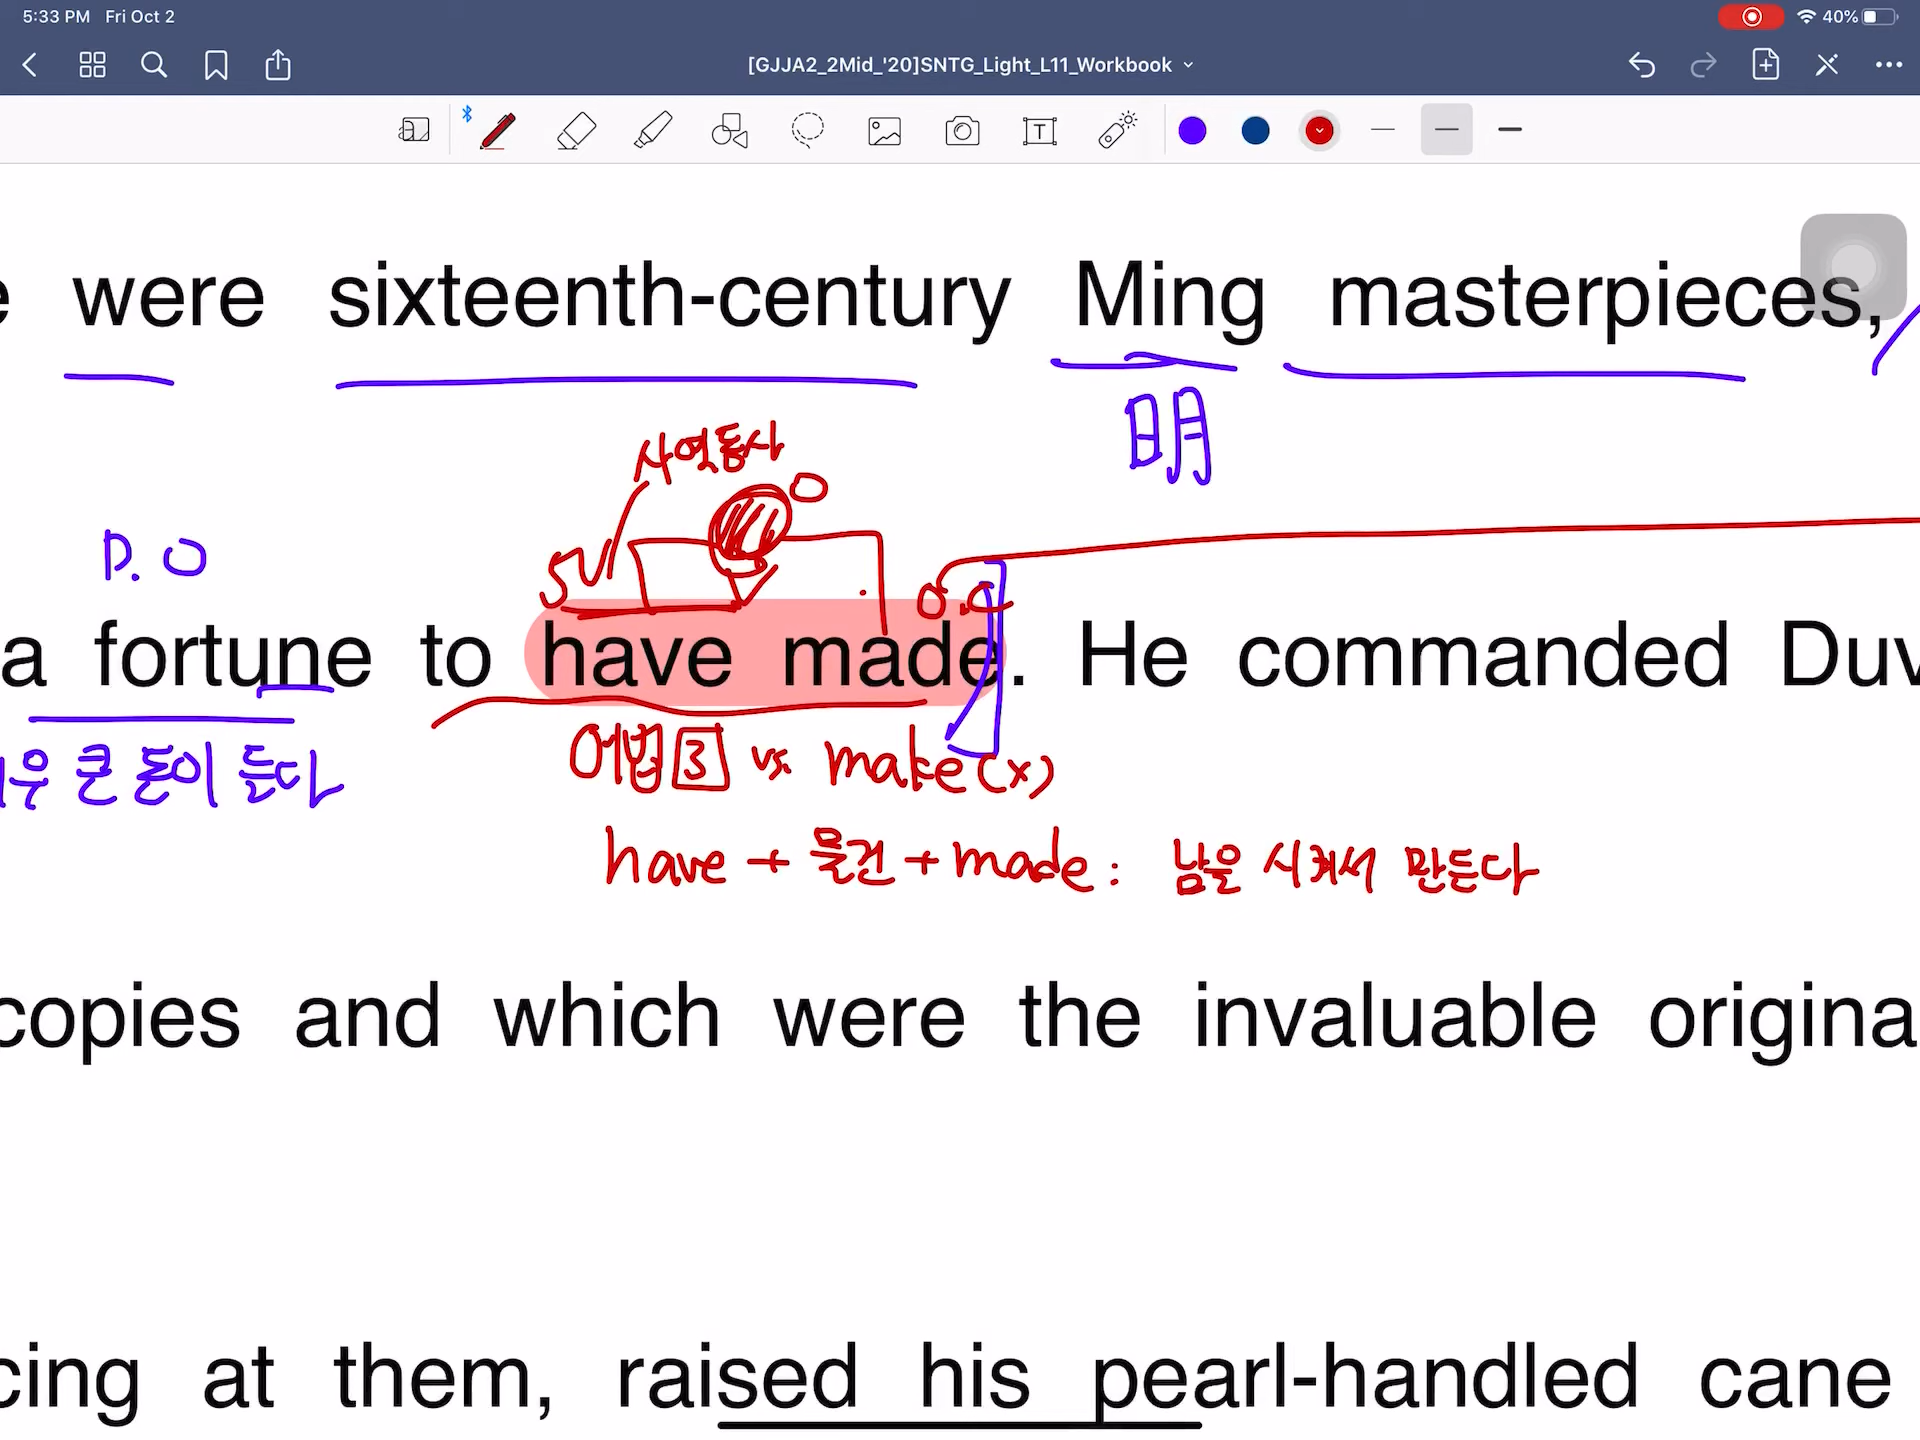 5:33 PM Fri Oct 2 40%
[GJJA2_2Mid_'20]SNTG_Light_L11_Workbook
were sixteenth-century Ming masterpieces,
明
사역동사
O
D.O 5V O.C
a fortune to have made. He commanded Duv
우 큰 돈이 든다 어법 3 vs make(x)
have + 물건 + made : 남을 시켜서 만든다
copies and which were the invaluable origina
cing at them, raised his pearl-handled cane